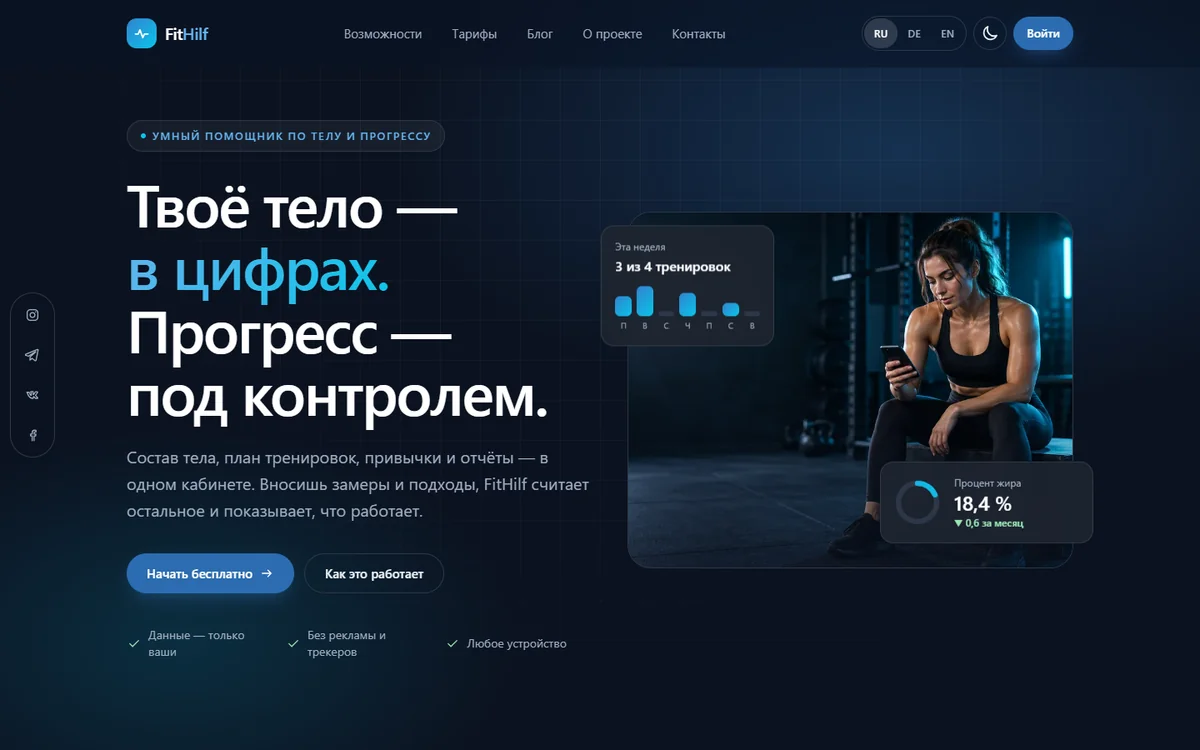 FitHilf
Возможности
Тарифы
Блог
О проекте
Контакты
RU
DE
EN
Войти
УМНЫЙ ПОМОЩНИК ПО ТЕЛУ И ПРОГРЕССУ
Твоё тело —
в цифрах.
Прогресс —
под контролем.
Состав тела, план тренировок, привычки и отчёты — в
одном кабинете. Вносишь замеры и подходы, FitHilf считает
остальное и показывает, что работает.
Начать бесплатно →
Как это работает
Данные — только
ваши
Без рекламы и
трекеров
Любое устройство
Эта неделя
3 из 4 тренировок
П В С Ч П С В
Процент жира
18,4 %
▼ 0,6 за месяц